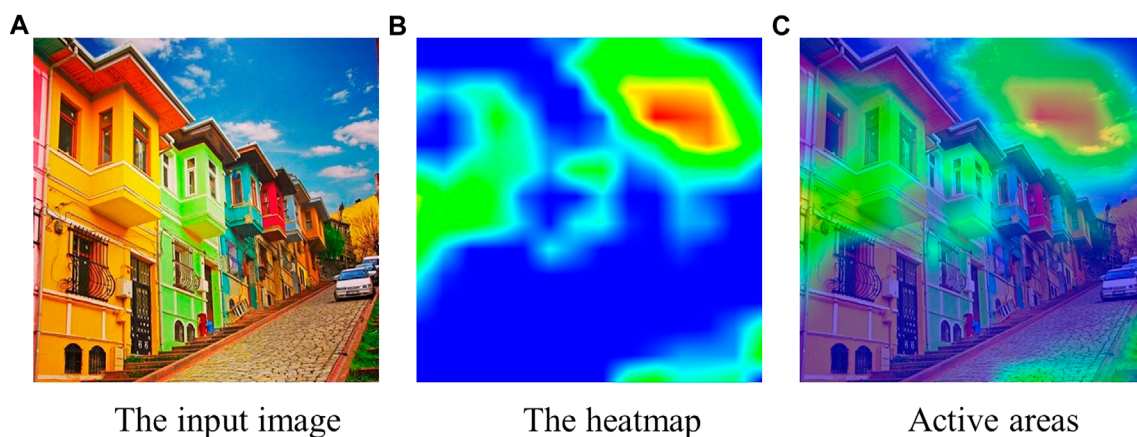 A
B
C
The input image
The heatmap
Active areas